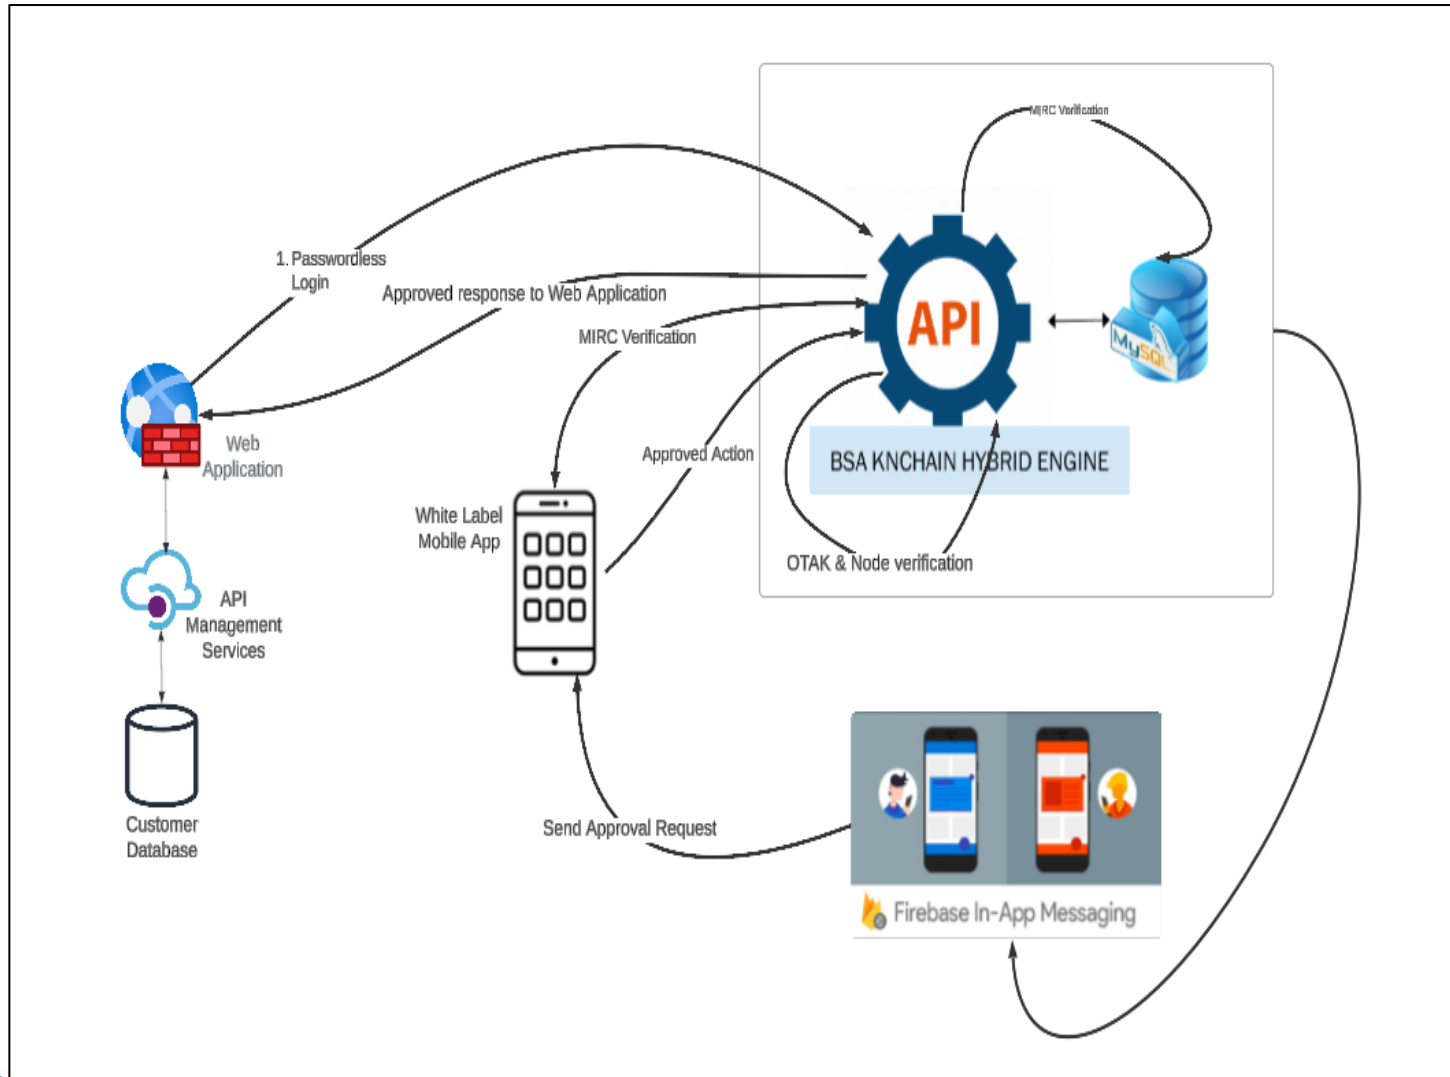 MIRC Verification
1. Passwordless
Login
Approved response to Web Application
MIRC Verification
API
MySQL
Web
Application
Approved Action
BSA KNCHAIN HYBRID ENGINE
White Label
Mobile App
OTAK & Node verification
API
Management
Services
Customer
Database
Send Approval Request
Firebase In-App Messaging